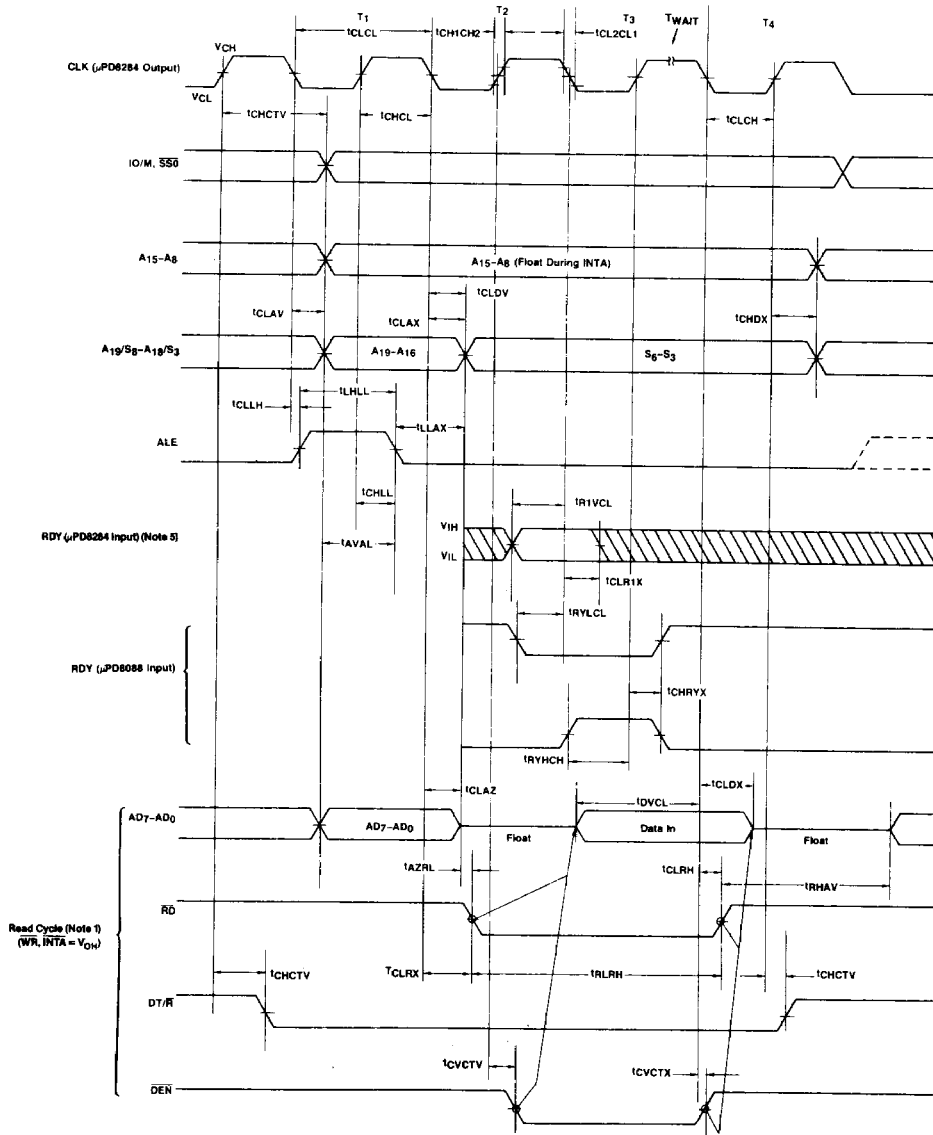 T1
T2
T3
TWAIT
T4
tCLCL
tCH1CH2
tCL2CL1
VCH
CLK (μPD8284 Output)
VCL
tCHCTV
tCHCL
tCLCH
IO/M, SS0
A15-A8
A15-A8 (Float During INTA)
tCLDV
tCLAV
tCLAX
tCHDX
A19/S6-A18/S3
A19-A16
S6-S3
tLHLL
tCLLH
tLLAX
ALE
tCHLL
tR1VCL
VIH
RDY (μPD8284 Input) (Note 5)
tAVAL
VIL
tCLR1X
tRYLCL
RDY (μPD8088 Input)
tCHRYX
tRYHCH
tCLAZ
tCLDX
tDVCL
AD7-AD0
AD7-AD0
Float
Data In
Float
tAZRL
tCLRH
tRHAV
RD
Read Cycle (Note 1)
(WR, INTA = VOH)
tCHCTV
TCLRX
tRLRH
tCHCTV
DT/R
tCVCTV
tCVCTX
DEN